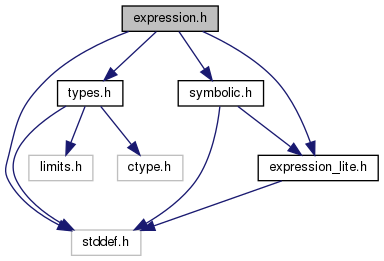 expression.h
types.h
symbolic.h
limits.h
ctype.h
expression_lite.h
stddef.h